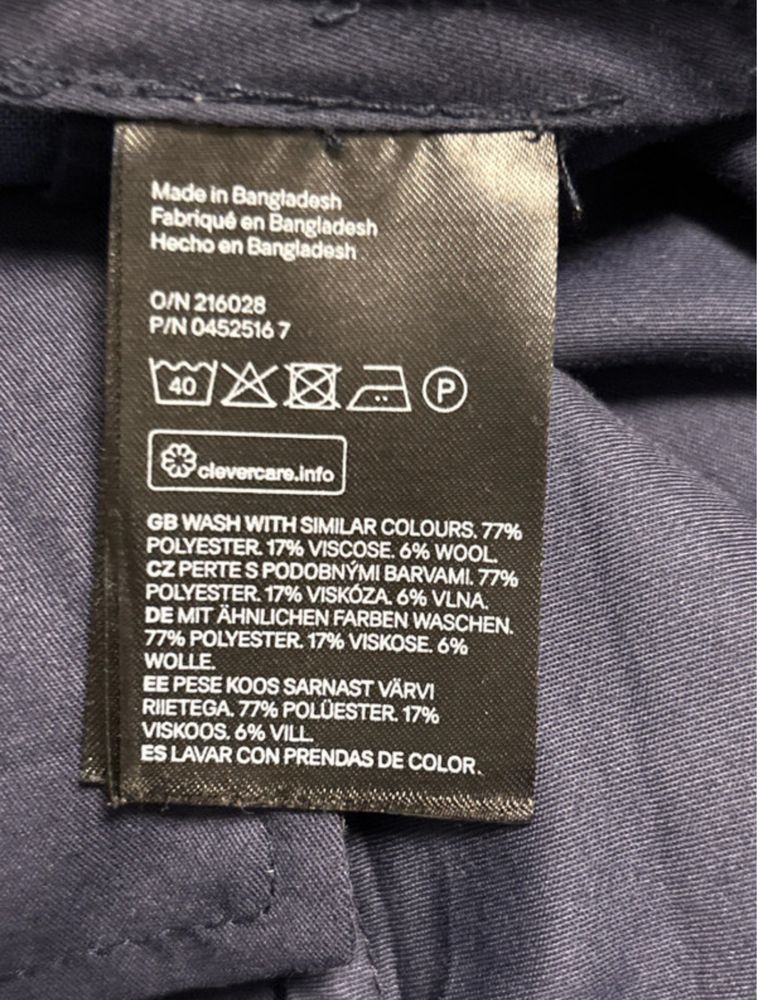 Made in Bangladesh
Fabriqué en Bangladesh
Hecho en Bangladesh
O/N 216028
P/N 0452516 7
40
P
clevercare.info
GB WASH WITH SIMILAR COLOURS. 77%
POLYESTER. 17% VISCOSE. 6% WOOL.
CZ PERTE S PODOBNÝMI BARVAMI. 77%
POLYESTER. 17% VISKÓZA. 6% VLNA.
DE MIT ÄHNLICHEN FARBEN WASCHEN.
77% POLYESTER. 17% VISKOSE. 6%
WOLLE.
EE PESE KOOS SARNAST VÄRVI
RIIETEGA. 77% POLÜESTER. 17%
VISKOOS. 6% VILL.
ES LAVAR CON PRENDAS DE COLOR.